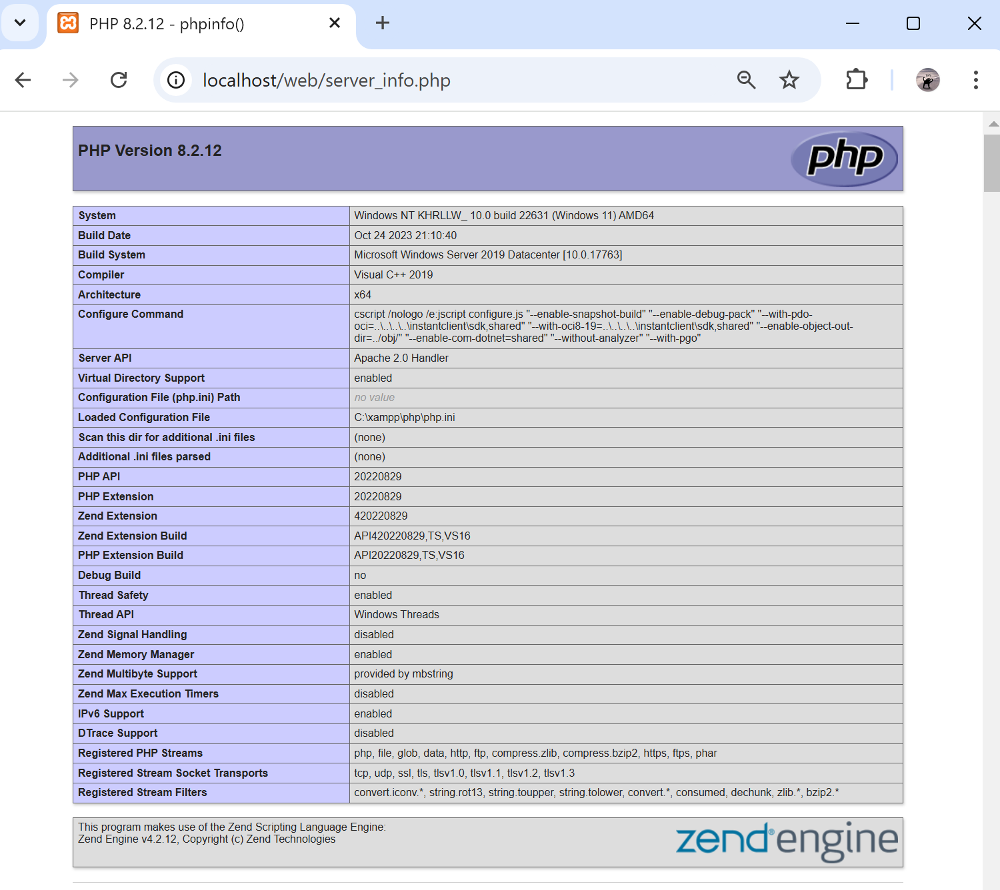 PHP 8.2.12 - phpinfo()
localhost/web/server_info.php
PHP Version 8.2.12
php
System Windows NT KHRLLW_ 10.0 build 22631 (Windows 11) AMD64
Build Date Oct 24 2023 21:10:40
Build System Microsoft Windows Server 2019 Datacenter [10.0.17763]
Compiler Visual C++ 2019
Architecture x64
Configure Command cscript /nologo /e:jscript configure.js "--enable-snapshot-build" "--enable-debug-pack" "--with-pdo-
oci=..\..\..\..\instantclient\sdk,shared" "--with-oci8-19=..\..\..\..\instantclient\sdk,shared" "--enable-object-out-
dir=../obj/" "--enable-com-dotnet=shared" "--without-analyzer" "--with-pgo"
Server API Apache 2.0 Handler
Virtual Directory Support enabled
Configuration File (php.ini) Path no value
Loaded Configuration File C:\xampp\php\php.ini
Scan this dir for additional .ini files (none)
Additional .ini files parsed (none)
PHP API 20220829
PHP Extension 20220829
Zend Extension 420220829
Zend Extension Build API420220829,TS,VS16
PHP Extension Build API20220829,TS,VS16
Debug Build no
Thread Safety enabled
Thread API Windows Threads
Zend Signal Handling disabled
Zend Memory Manager enabled
Zend Multibyte Support provided by mbstring
Zend Max Execution Timers disabled
IPv6 Support enabled
DTrace Support disabled
Registered PHP Streams php, file, glob, data, http, ftp, compress.zlib, compress.bzip2, https, ftps, phar
Registered Stream Socket Transports tcp, udp, ssl, tls, tlsv1.0, tlsv1.1, tlsv1.2, tlsv1.3
Registered Stream Filters convert.iconv.*, string.rot13, string.toupper, string.tolower, convert.*, consumed, dechunk, zlib.*, bzip2.*
This program makes use of the Zend Scripting Language Engine:
Zend Engine v4.2.12, Copyright (c) Zend Technologies
zend® engine